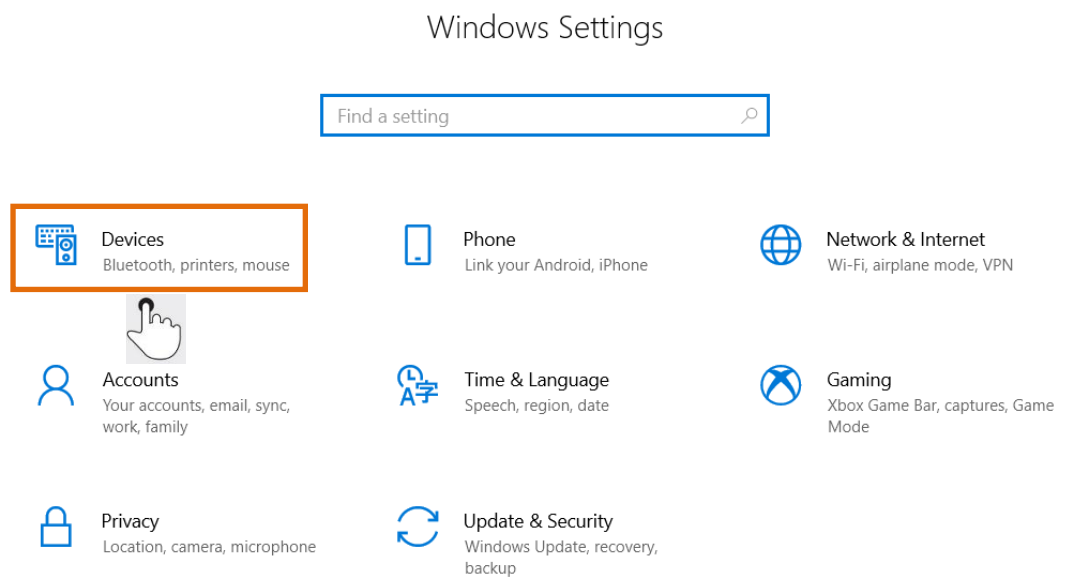 Windows Settings
Find a setting
Devices
Bluetooth, printers, mouse
Phone
Link your Android, iPhone
Network & Internet
Wi-Fi, airplane mode, VPN
Accounts
Your accounts, email, sync,
work, family
Time & Language
Speech, region, date
Gaming
Xbox Game Bar, captures, Game
Mode
Privacy
Location, camera, microphone
Update & Security
Windows Update, recovery,
backup